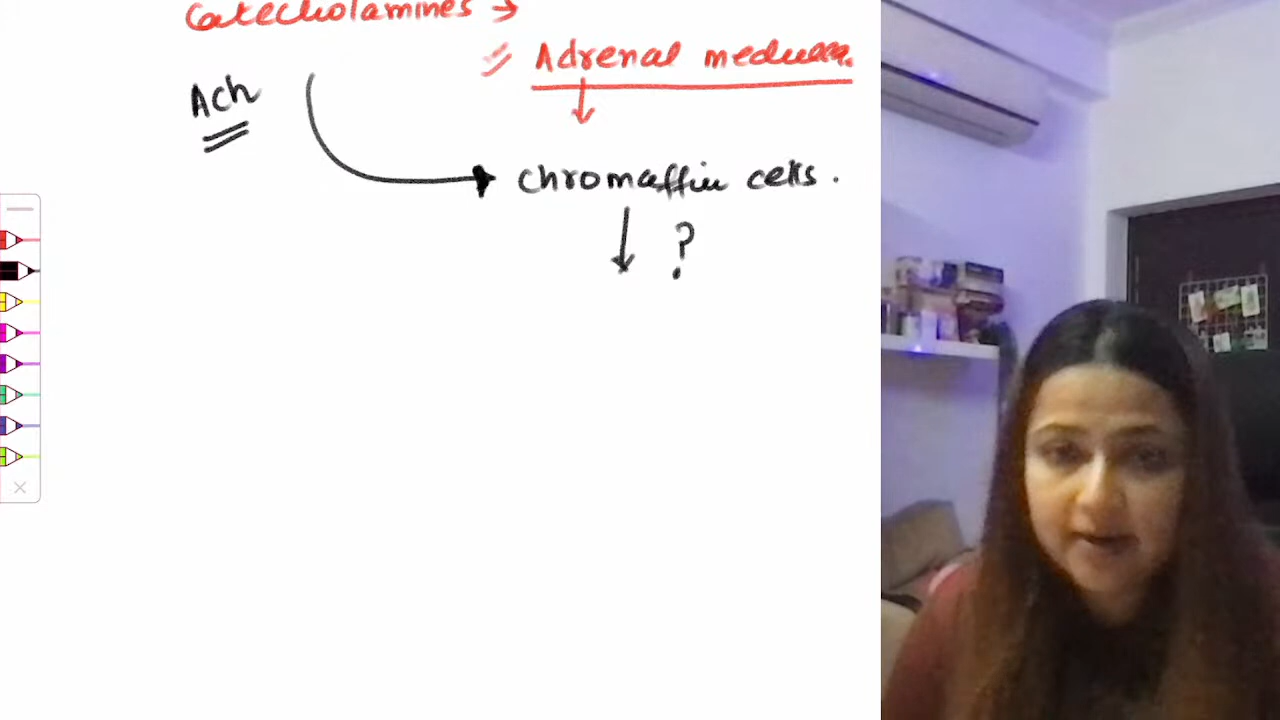 Catecholamines →
Adrenal medulla.
Ach
chromaffin cells.
?